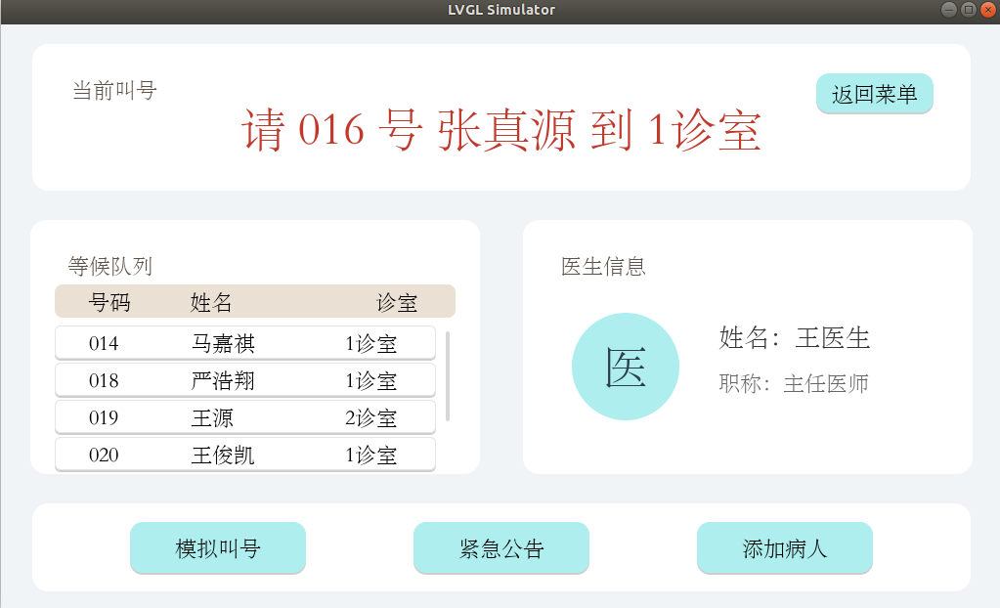 LVGL Simulator
当前叫号
返回菜单
请 016 号 张真源 到 1诊室
等候队列
号码 姓名 诊室
014 马嘉祺 1诊室
018 严浩翔 1诊室
019 王源 2诊室
020 王俊凯 1诊室
医生信息
医
姓名：王医生
职称：主任医师
模拟叫号 紧急公告 添加病人